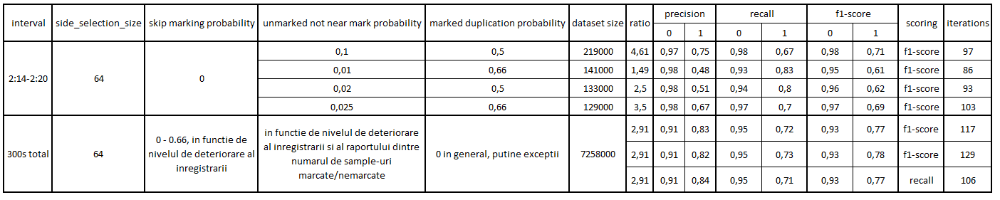 interval side_selection_size skip marking probability unmarked not near mark probability marked duplication probability dataset size ratio precision recall f1-score scoring iterations
0 1 0 1 0 1
2:14-2:20 64 0
0,1 0,5 219000 4,61 0,97 0,75 0,98 0,67 0,98 0,71 f1-score 97
0,01 0,66 141000 1,49 0,98 0,48 0,93 0,83 0,95 0,61 f1-score 86
0,02 0,5 133000 2,5 0,98 0,51 0,94 0,8 0,96 0,62 f1-score 93
0,025 0,66 129000 3,5 0,98 0,67 0,97 0,7 0,97 0,69 f1-score 103
300s total 64
0 - 0.66, in functie de
nivelul de deteriorare al
inregistrarii
in functie de nivelul de deteriorare
al inregistrarii si al raportului dintre
numarul de sample-uri
marcate/nemarcate
0 in general, putine exceptii
7258000
2,91 0,91 0,83 0,95 0,72 0,93 0,77 f1-score 117
2,91 0,91 0,82 0,95 0,73 0,93 0,78 f1-score 129
2,91 0,91 0,84 0,95 0,71 0,93 0,77 recall 106